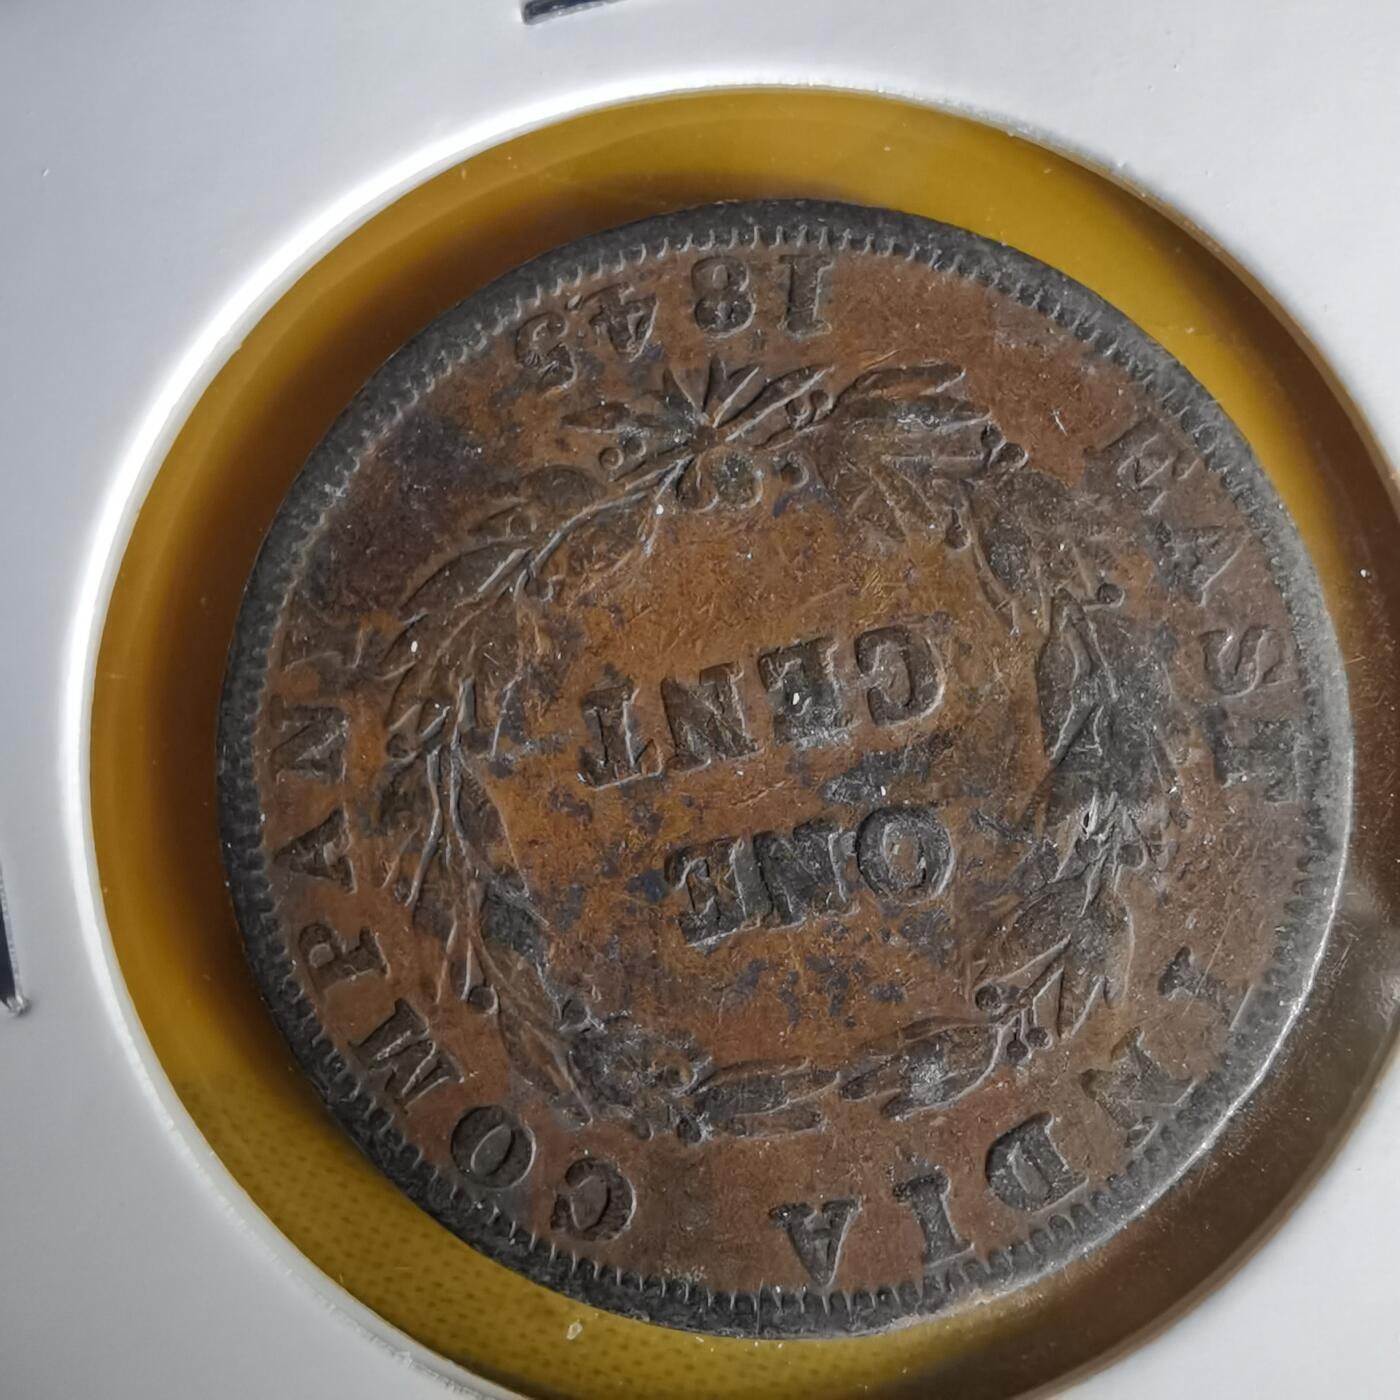 EAST INDIA COMPANY
ONE
CENT
1845